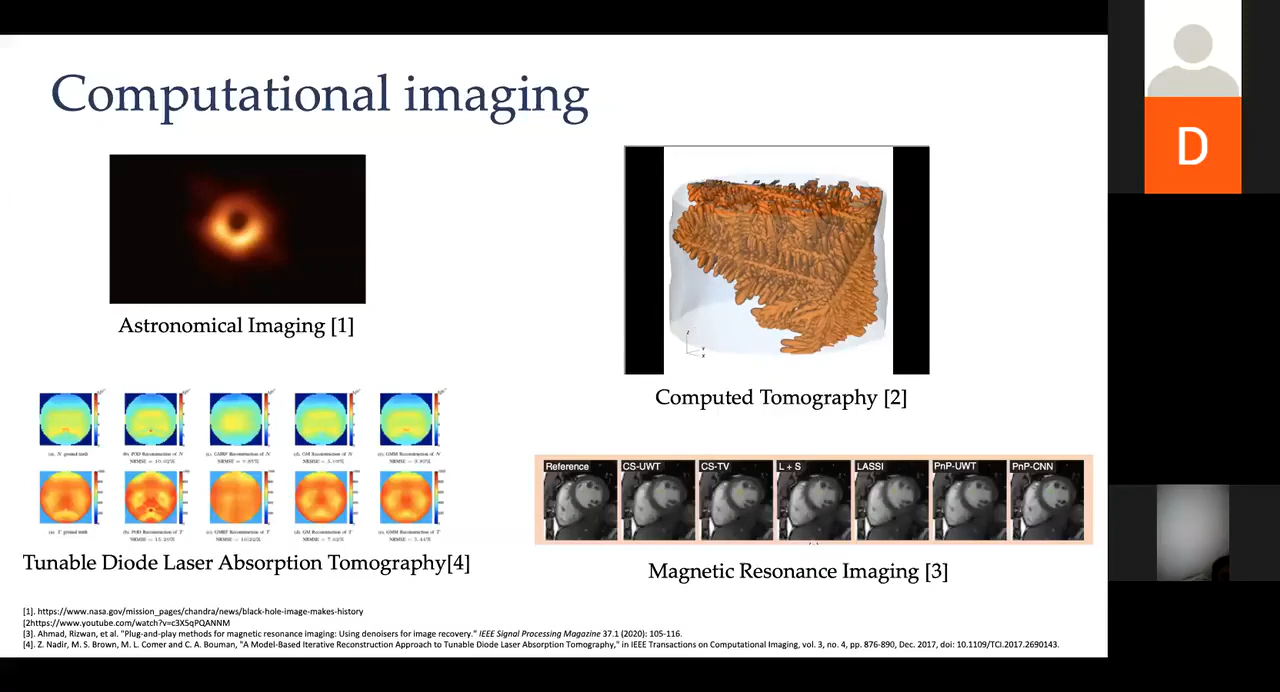 Computational imaging
D
Astronomical Imaging [1]
Computed Tomography [2]
Reference CS-UWT CS-TV L + S LASSI PnP-UWT PnP-CNN
Tunable Diode Laser Absorption Tomography[4]
Magnetic Resonance Imaging [3]
[1]. https://www.nasa.gov/mission_pages/chandra/news/black-hole-image-makes-history
[2https://www.youtube.com/watch?v=c3X5qPQANNM
[3]. Ahmad, Rizwan, et al. "Plug-and-play methods for magnetic resonance imaging: Using denoisers for image recovery." IEEE Signal Processing Magazine 37.1 (2020): 105-116.
[4]. Z. Nadir, M. S. Brown, M. L. Comer and C. A. Bouman, "A Model-Based Iterative Reconstruction Approach to Tunable Diode Laser Absorption Tomography," in IEEE Transactions on Computational Imaging, vol. 3, no. 4, pp. 876-890, Dec. 2017, doi: 10.1109/TCI.2017.2690143.